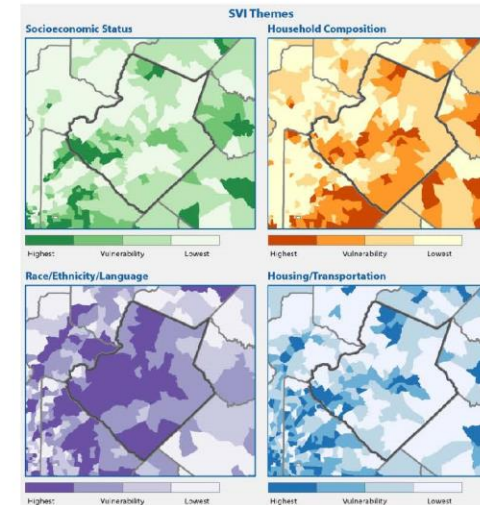 SVI Themes
Socioeconomic Status
Household Composition
Highest Vulnerability Lowest
Highest Vulnerability Lowest
Race/Ethnicity/Language
Housing/Transportation
Highest Vulnerability Lowest
Highest Vulnerability Lowest